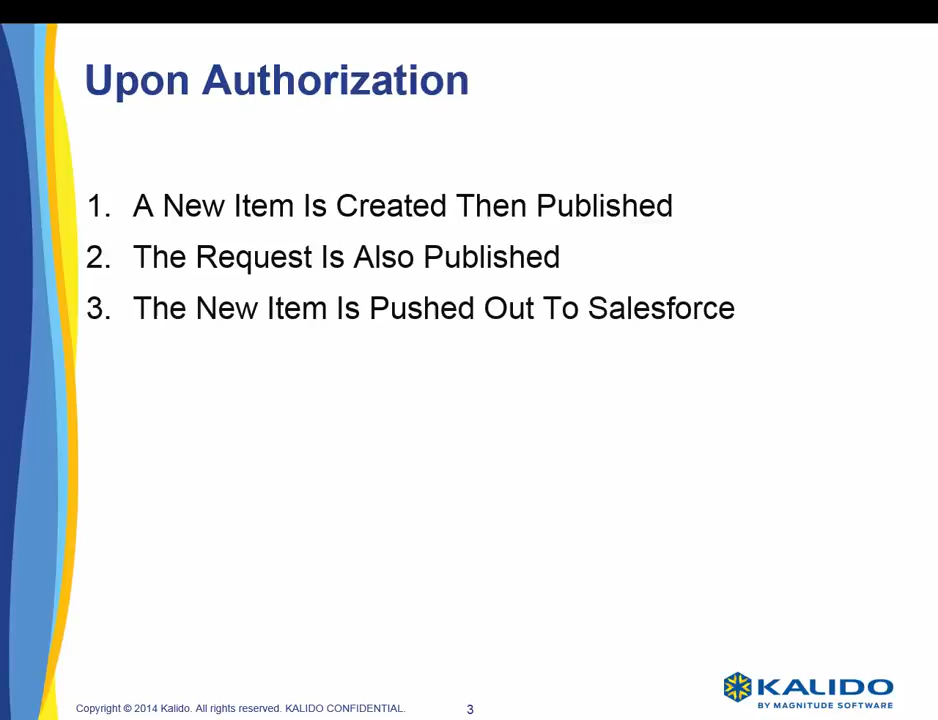 Upon Authorization
1. A New Item Is Created Then Published
2. The Request Is Also Published
3. The New Item Is Pushed Out To Salesforce
KALIDO
BY MAGNITUDE SOFTWARE
Copyright © 2014 Kalido. All rights reserved. KALIDO CONFIDENTIAL. 3